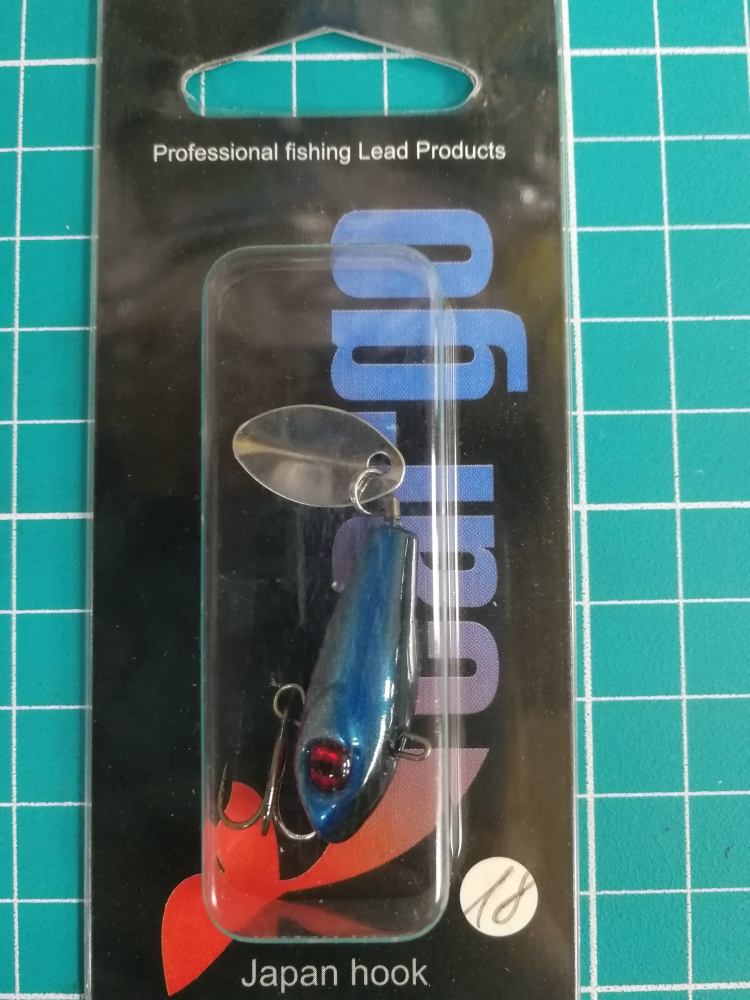 Professional fishing Lead Products
18
Japan hook